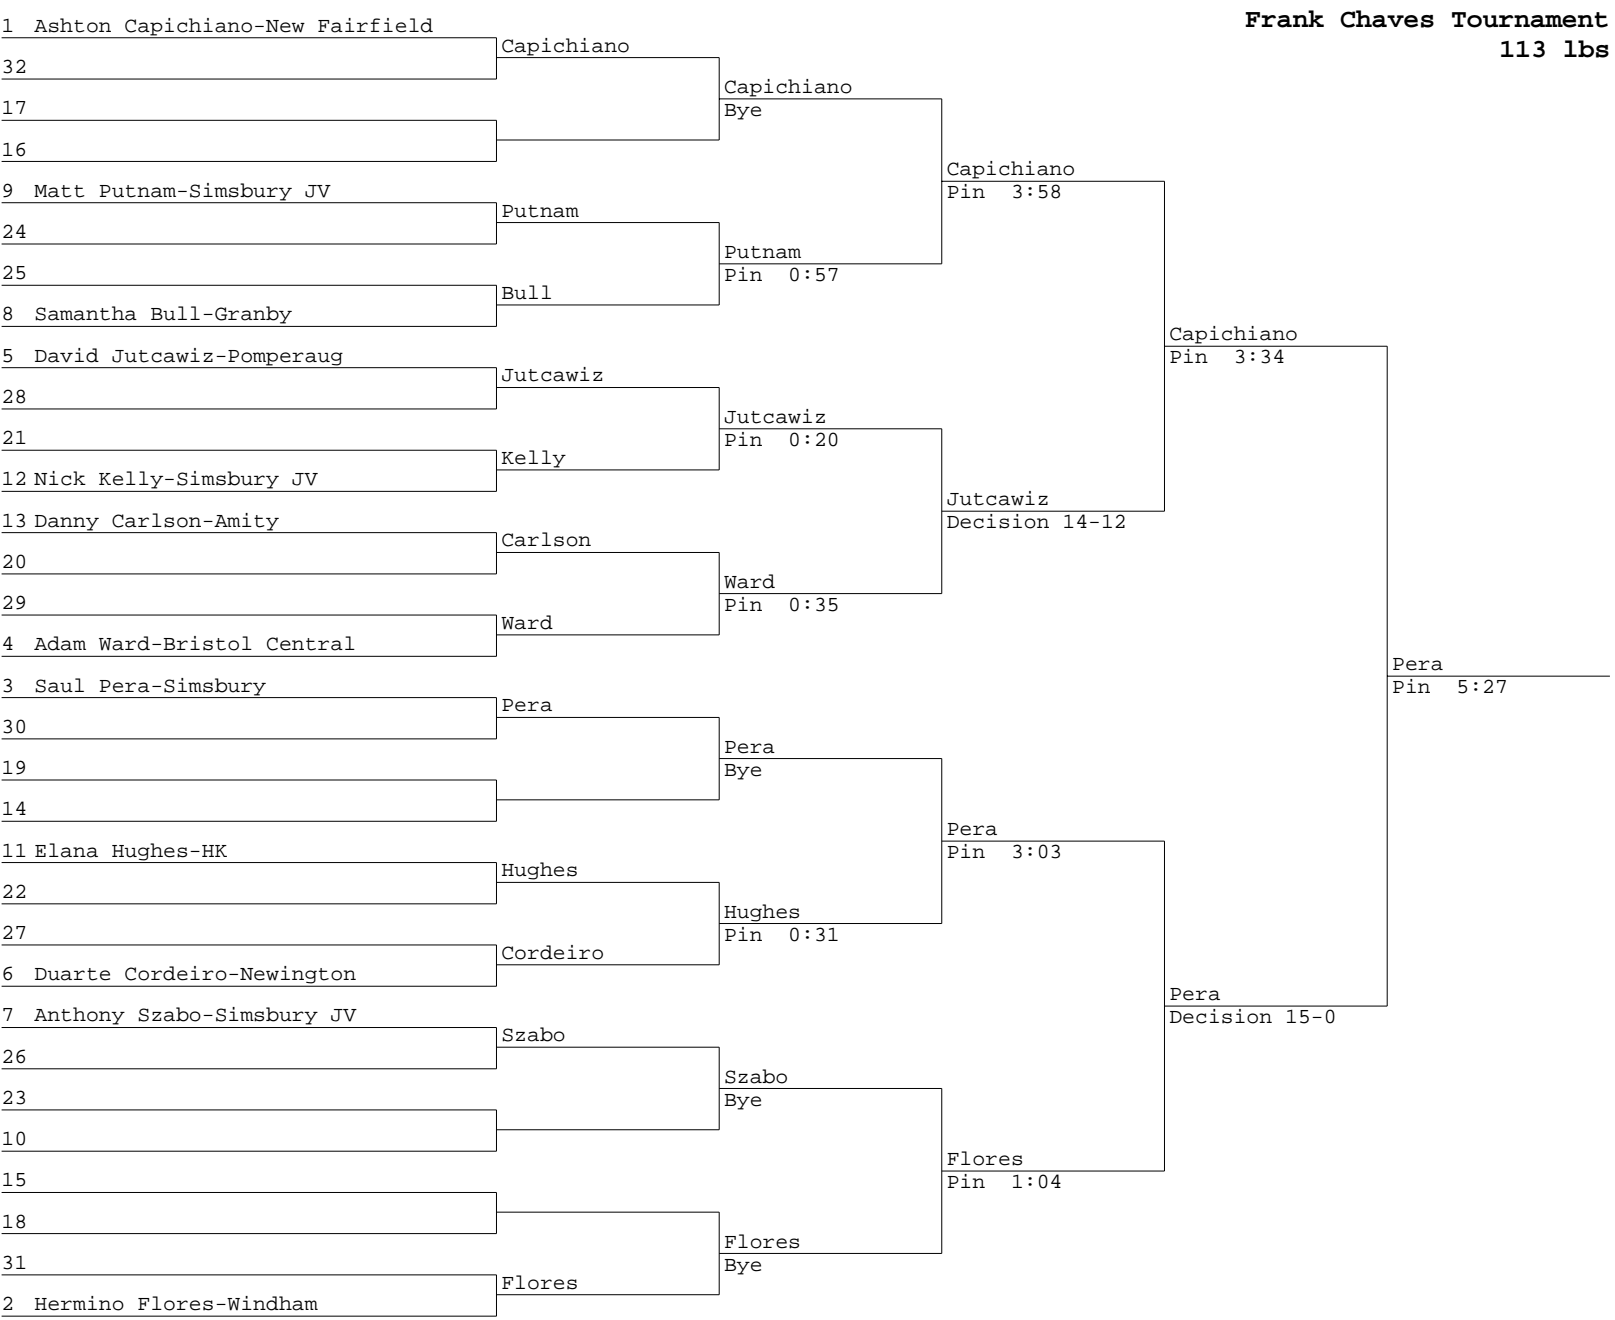 Frank Chaves Tournament
113 lbs
1 Ashton Capichiano-New Fairfield
32
17
16
9 Matt Putnam-Simsbury JV
24
25
8 Samantha Bull-Granby
5 David Jutcawiz-Pomperaug
28
21
12 Nick Kelly-Simsbury JV
13 Danny Carlson-Amity
20
29
4 Adam Ward-Bristol Central
3 Saul Pera-Simsbury
30
19
14
11 Elana Hughes-HK
22
27
6 Duarte Cordeiro-Newington
7 Anthony Szabo-Simsbury JV
26
23
10
15
18
31
2 Hermino Flores-Windham
Capichiano
Putnam
Bull
Jutcawiz
Kelly
Carlson
Ward
Pera
Hughes
Cordeiro
Szabo
Flores
Capichiano
Bye
Putnam
Pin 0:57
Jutcawiz
Pin 0:20
Ward
Pin 0:35
Pera
Bye
Hughes
Pin 0:31
Szabo
Bye
Flores
Bye
Capichiano
Pin 3:58
Jutcawiz
Decision 14-12
Pera
Pin 3:03
Flores
Pin 1:04
Capichiano
Pin 3:34
Pera
Decision 15-0
Pera
Pin 5:27